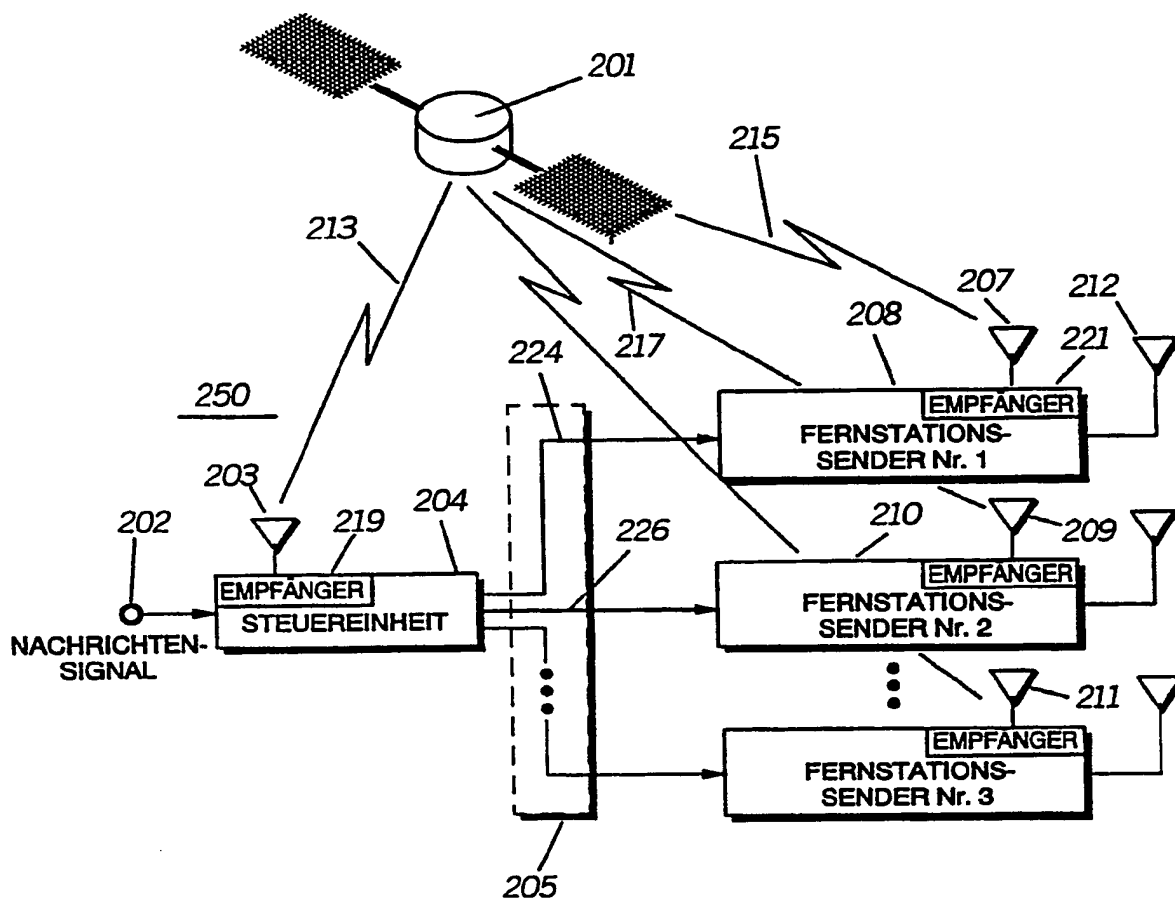 201
215
213
207
212
208
221
217
224
250
EMPFÄNGER
FERNSTATIONS-
SENDER Nr. 1
203
204
202
219
226
210
209
EMPFÄNGER
STEUEREINHEIT
EMPFÄNGER
FERNSTATIONS-
SENDER Nr. 2
NACHRICHTEN-
SIGNAL
211
EMPFÄNGER
FERNSTATIONS-
SENDER Nr. 3
205